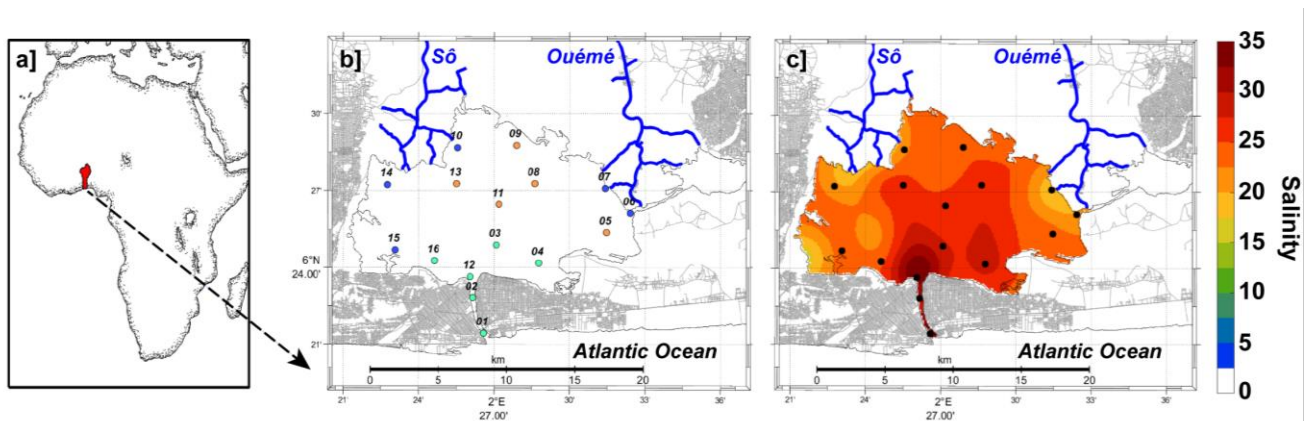 a]
b]
Sô
Ouémé
30'
10
09
14
13
08
07
27'
11
06
05
15
16
03
04
6°N
24.00'
12
02
01
21'
Atlantic Ocean
km
0 5 10 15 20
21' 24' 2°E 30' 33' 36'
27.00'
c]
Sô
Ouémé
Atlantic Ocean
km
0 5 10 15 20
21' 24' 2°E 30' 33' 36'
27.00'
35
30
25
20
15
10
5
0
Salinity